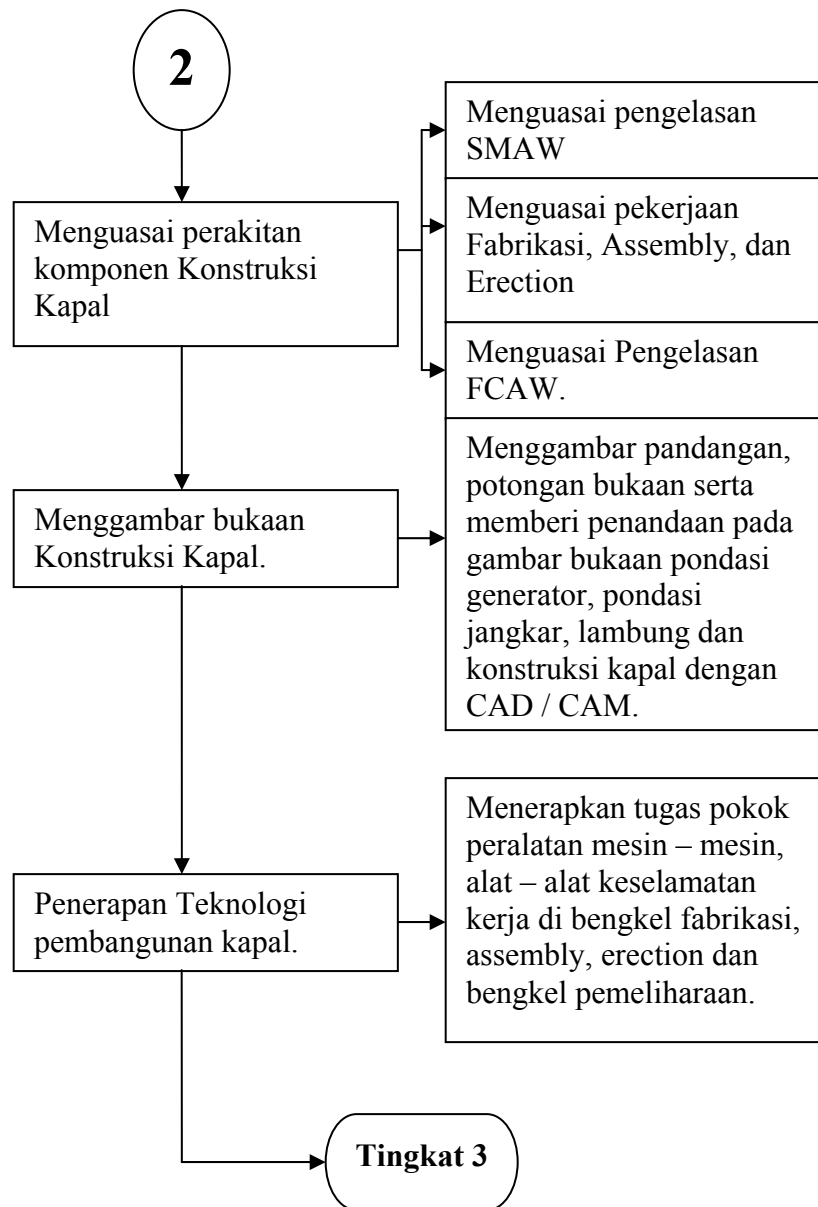 2
Menguasai perakitan
komponen Konstruksi
Kapal
Menguasai pengelasan
SMAW
Menguasai pekerjaan
Fabrikasi, Assembly, dan
Erection
Menguasai Pengelasan
FCAW.
Menggambar bukaan
Konstruksi Kapal.
Menggambar pandangan,
potongan bukaan serta
memberi penandaan pada
gambar bukaan pondasi
generator, pondasi
jangkar, lambung dan
konstruksi kapal dengan
CAD / CAM.
Penerapan Teknologi
pembangunan kapal.
Menerapkan tugas pokok
peralatan mesin – mesin,
alat – alat keselamatan
kerja di bengkel fabrikasi,
assembly, erection dan
bengkel pemeliharaan.
Tingkat 3